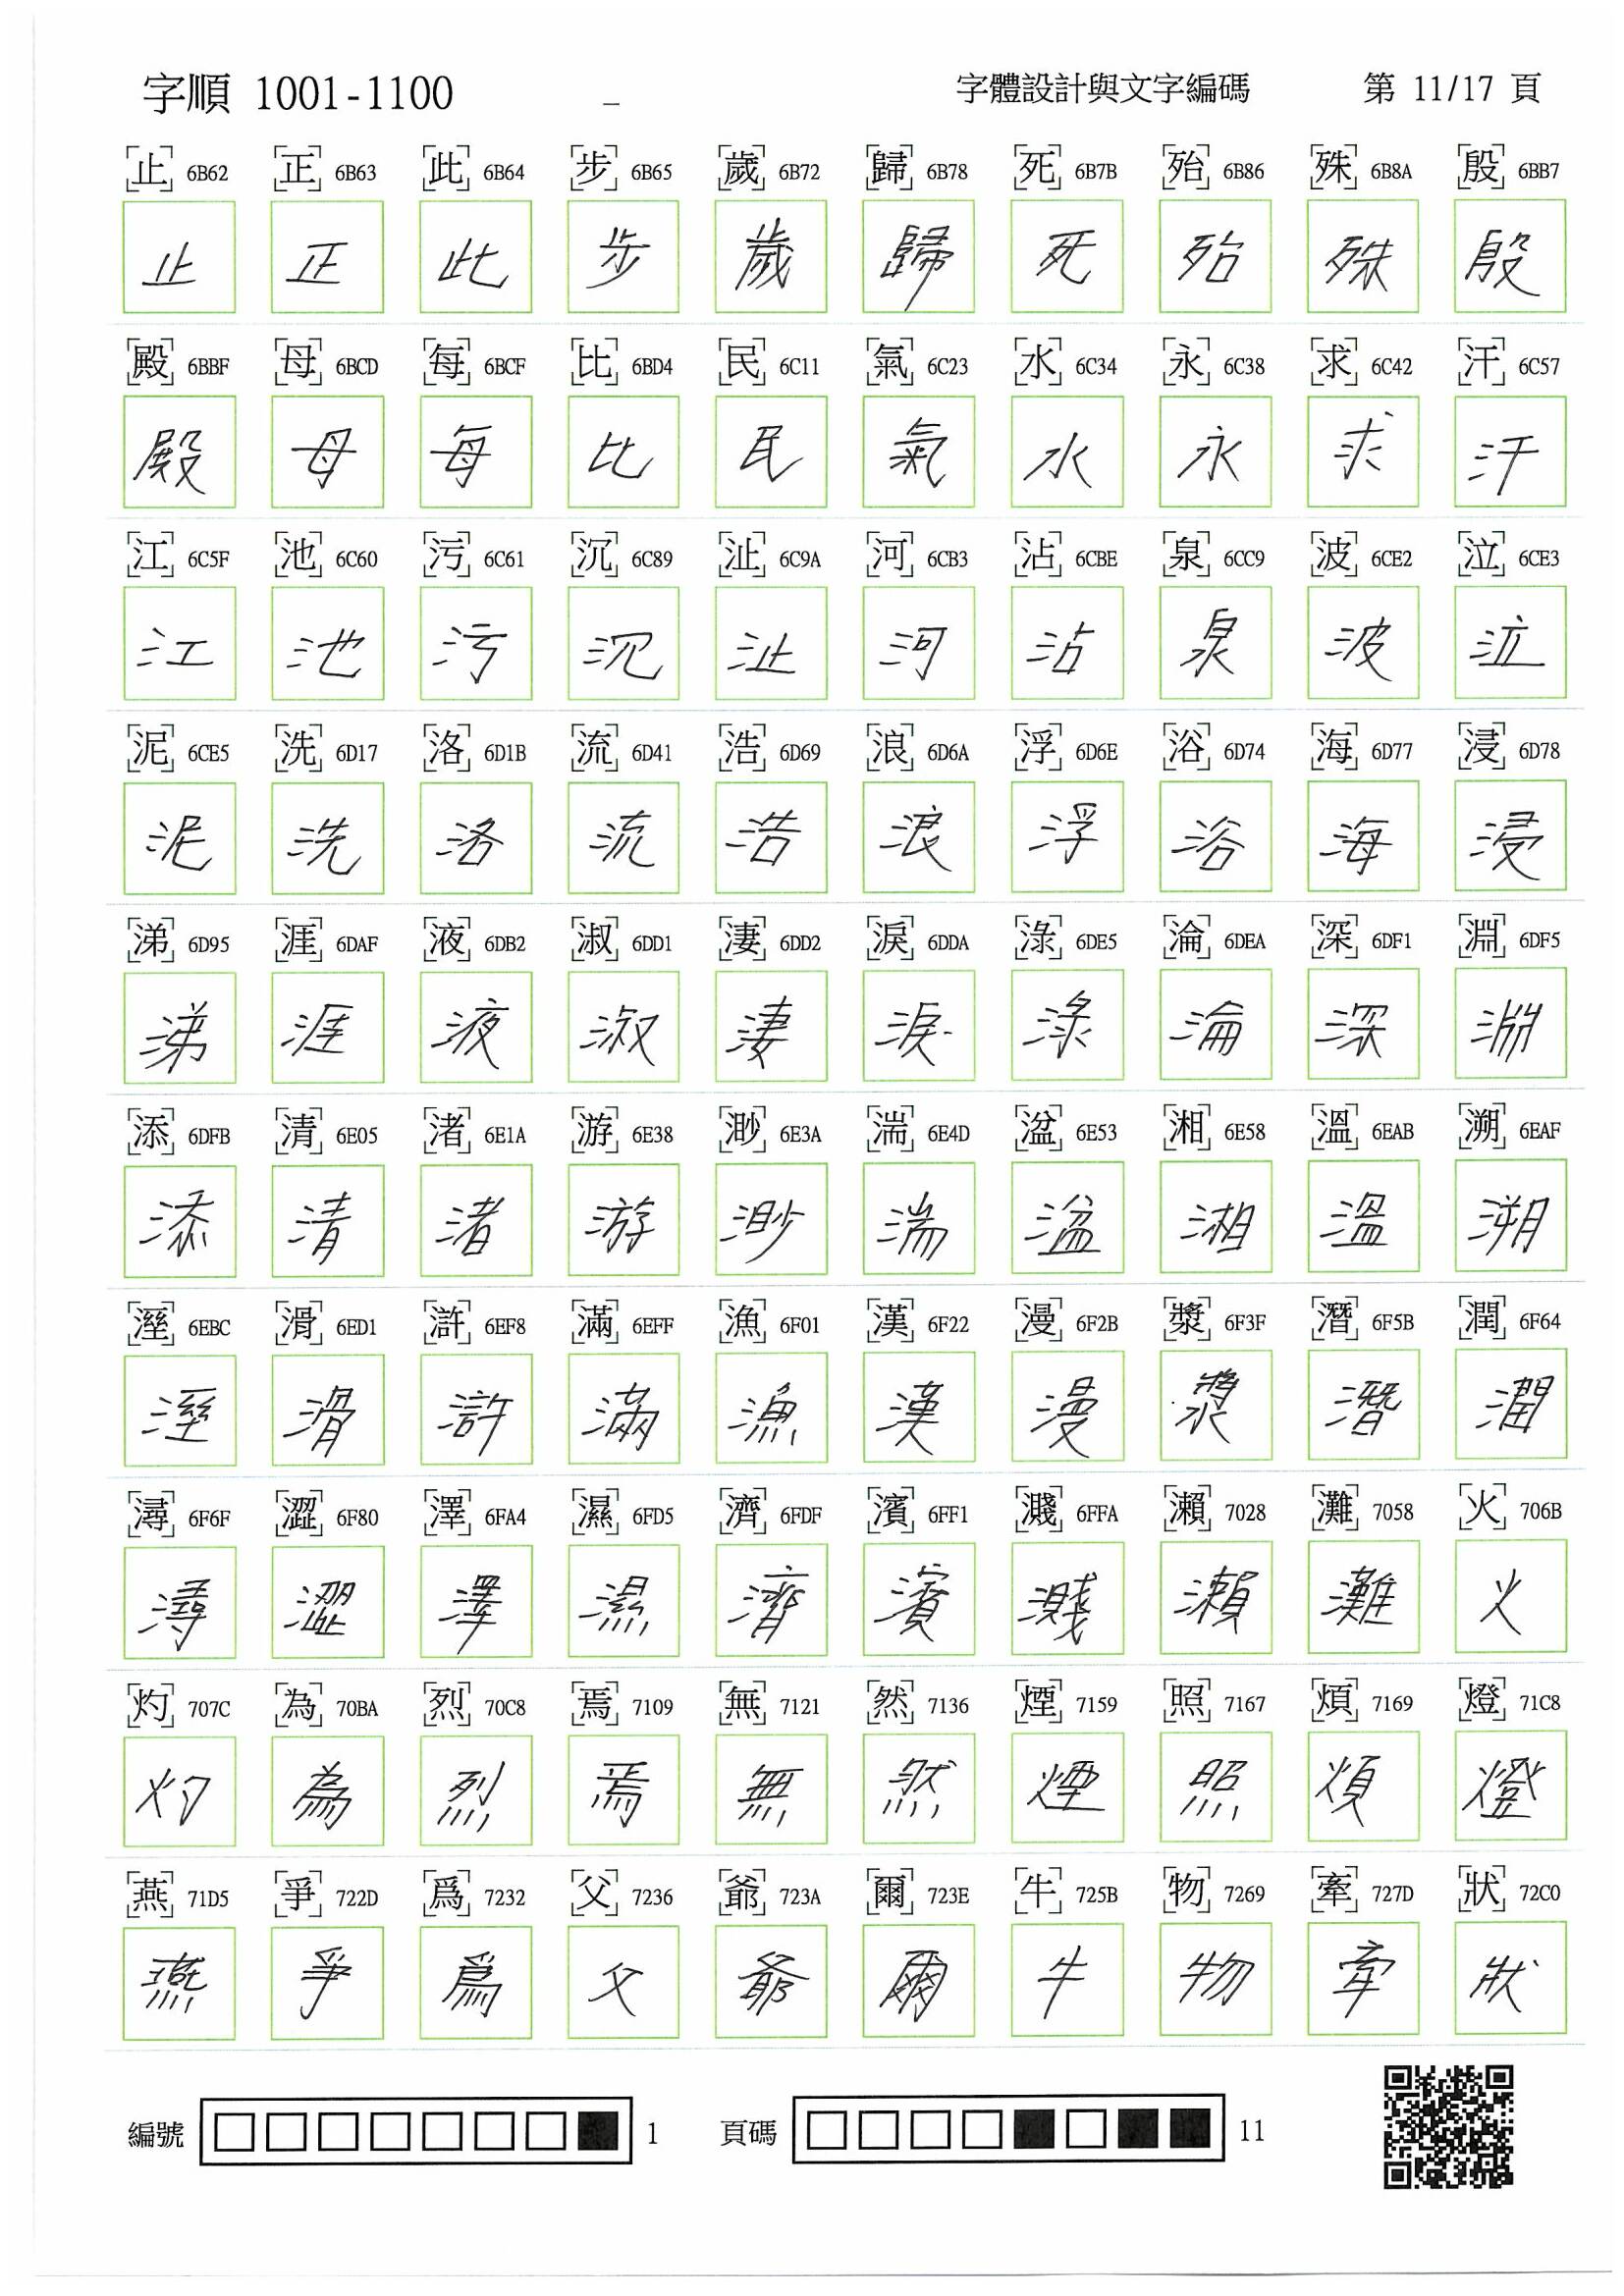 字順 1001-1100 _ 字體設計與文字編碼 第 11/17 頁
止 6B62 正 6B63 此 6B64 步 6B65 歲 6B72 歸 6B78 死 6B7B 殆 6B86 殊 6B8A 殷 6BB7
止 正 此 步 歲 歸 死 殆 殊 殷
殿 6BBF 母 6BCD 每 6BCF 比 6BD4 民 6C11 氣 6C23 水 6C34 永 6C38 求 6C42 汗 6C57
殿 母 每 比 民 氣 水 永 求 汗
江 6C5F 池 6C60 污 6C61 沉 6C89 沚 6C9A 河 6CB3 沾 6CBE 泉 6CC9 波 6CE2 泣 6CE3
江 池 污 沉 沚 河 沾 泉 波 泣
泥 6CE5 洗 6D17 洛 6D1B 流 6D41 浩 6D69 浪 6D6A 浮 6D6E 浴 6D74 海 6D77 浸 6D78
泥 洗 洛 流 浩 浪 浮 浴 海 浸
涕 6D95 涯 6DAF 液 6DB2 淑 6DD1 淒 6DD2 淚 6DDA 淥 6DE5 淪 6DEA 深 6DF1 淵 6DF5
涕 涯 液 淑 淒 淚 淥 淪 深 淵
添 6DFB 清 6E05 渚 6E1A 游 6E38 渺 6E3A 湍 6E4D 湓 6E53 湘 6E58 溫 6EAB 溯 6EAF
添 清 渚 游 渺 湍 湓 湘 溫 溯
溼 6EBC 滑 6ED1 滸 6EF8 滿 6EFF 漁 6F01 漢 6F22 漫 6F2B 漿 6F3F 潛 6F5B 潤 6F64
溼 滑 滸 滿 漁 漢 漫 漿 潛 潤
潯 6F6F 澀 6F80 澤 6FA4 濕 6FD5 濟 6FDF 濱 6FF1 濺 6FFA 瀨 7028 灘 7058 火 706B
潯 澀 澤 濕 濟 濱 濺 瀨 灘 火
灼 707C 為 70BA 烈 70C8 焉 7109 無 7121 然 7136 煙 7159 照 7167 煩 7169 燈 71C8
灼 為 烈 焉 無 然 煙 照 煩 燈
燕 71D5 爭 722D 爲 7232 父 7236 爺 723A 爾 723E 牛 725B 物 7269 牽 727D 狀 72C0
燕 爭 爲 父 爺 爾 牛 物 牽 狀
編號 1 頁碼 11